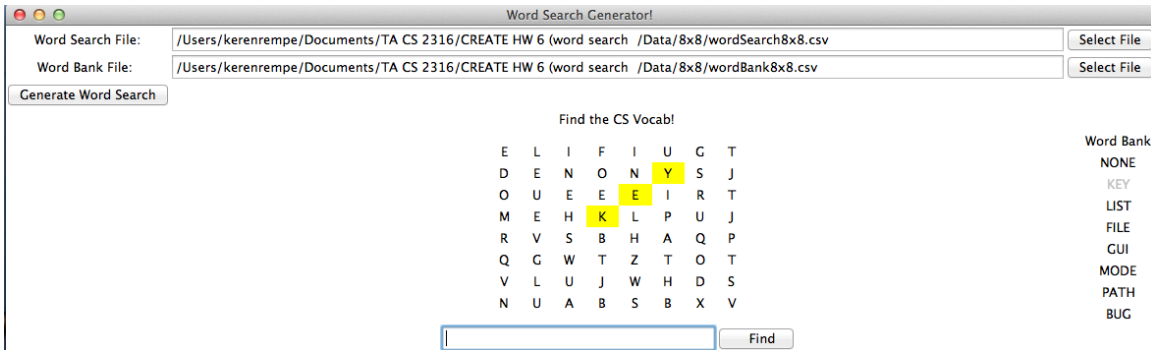 Word Search Generator!
Word Search File: /Users/kerenrempe/Documents/TA CS 2316/CREATE HW 6 (word search /Data/8x8/wordSearch8x8.csv Select File
Word Bank File: /Users/kerenrempe/Documents/TA CS 2316/CREATE HW 6 (word search /Data/8x8/wordBank8x8.csv Select File
Generate Word Search
Find the CS Vocab!
E L I F I U G T
D E N O N Y S J
O U E E E I R T
M E H K L P U J
R V S B H A Q P
Q G W T Z T O T
V L U J W H D S
N U A B S B X V
Word Bank
NONE
KEY
LIST
FILE
GUI
MODE
PATH
BUG
Find